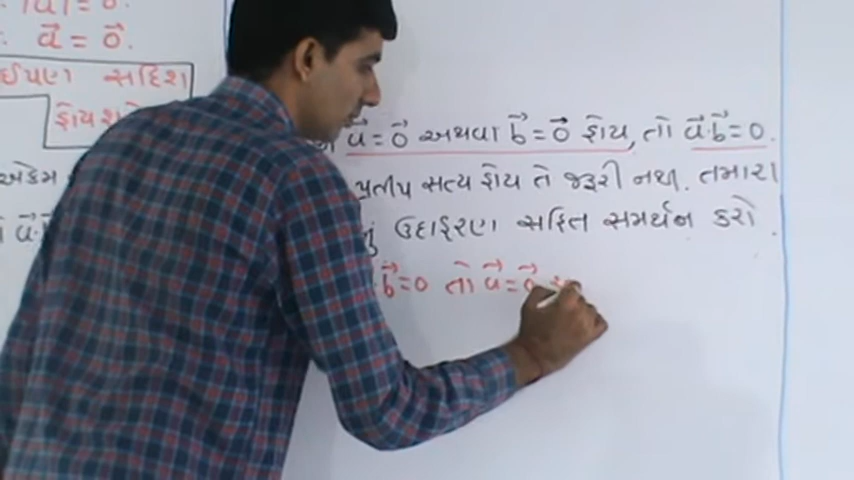 |a⃗| = 0.
a⃗ = 0⃗.
સદિશ
હોય
a⃗ = 0⃗ અથવા b⃗ = 0⃗ હોય, તો a⃗·b⃗ = 0.
પ્રતીપ સત્ય હોય તે જરૂરી નથી. તમારા
ઉદાહરણ સહિત સમર્થન કરો.
b⃗ = 0 તો a⃗ = 0⃗